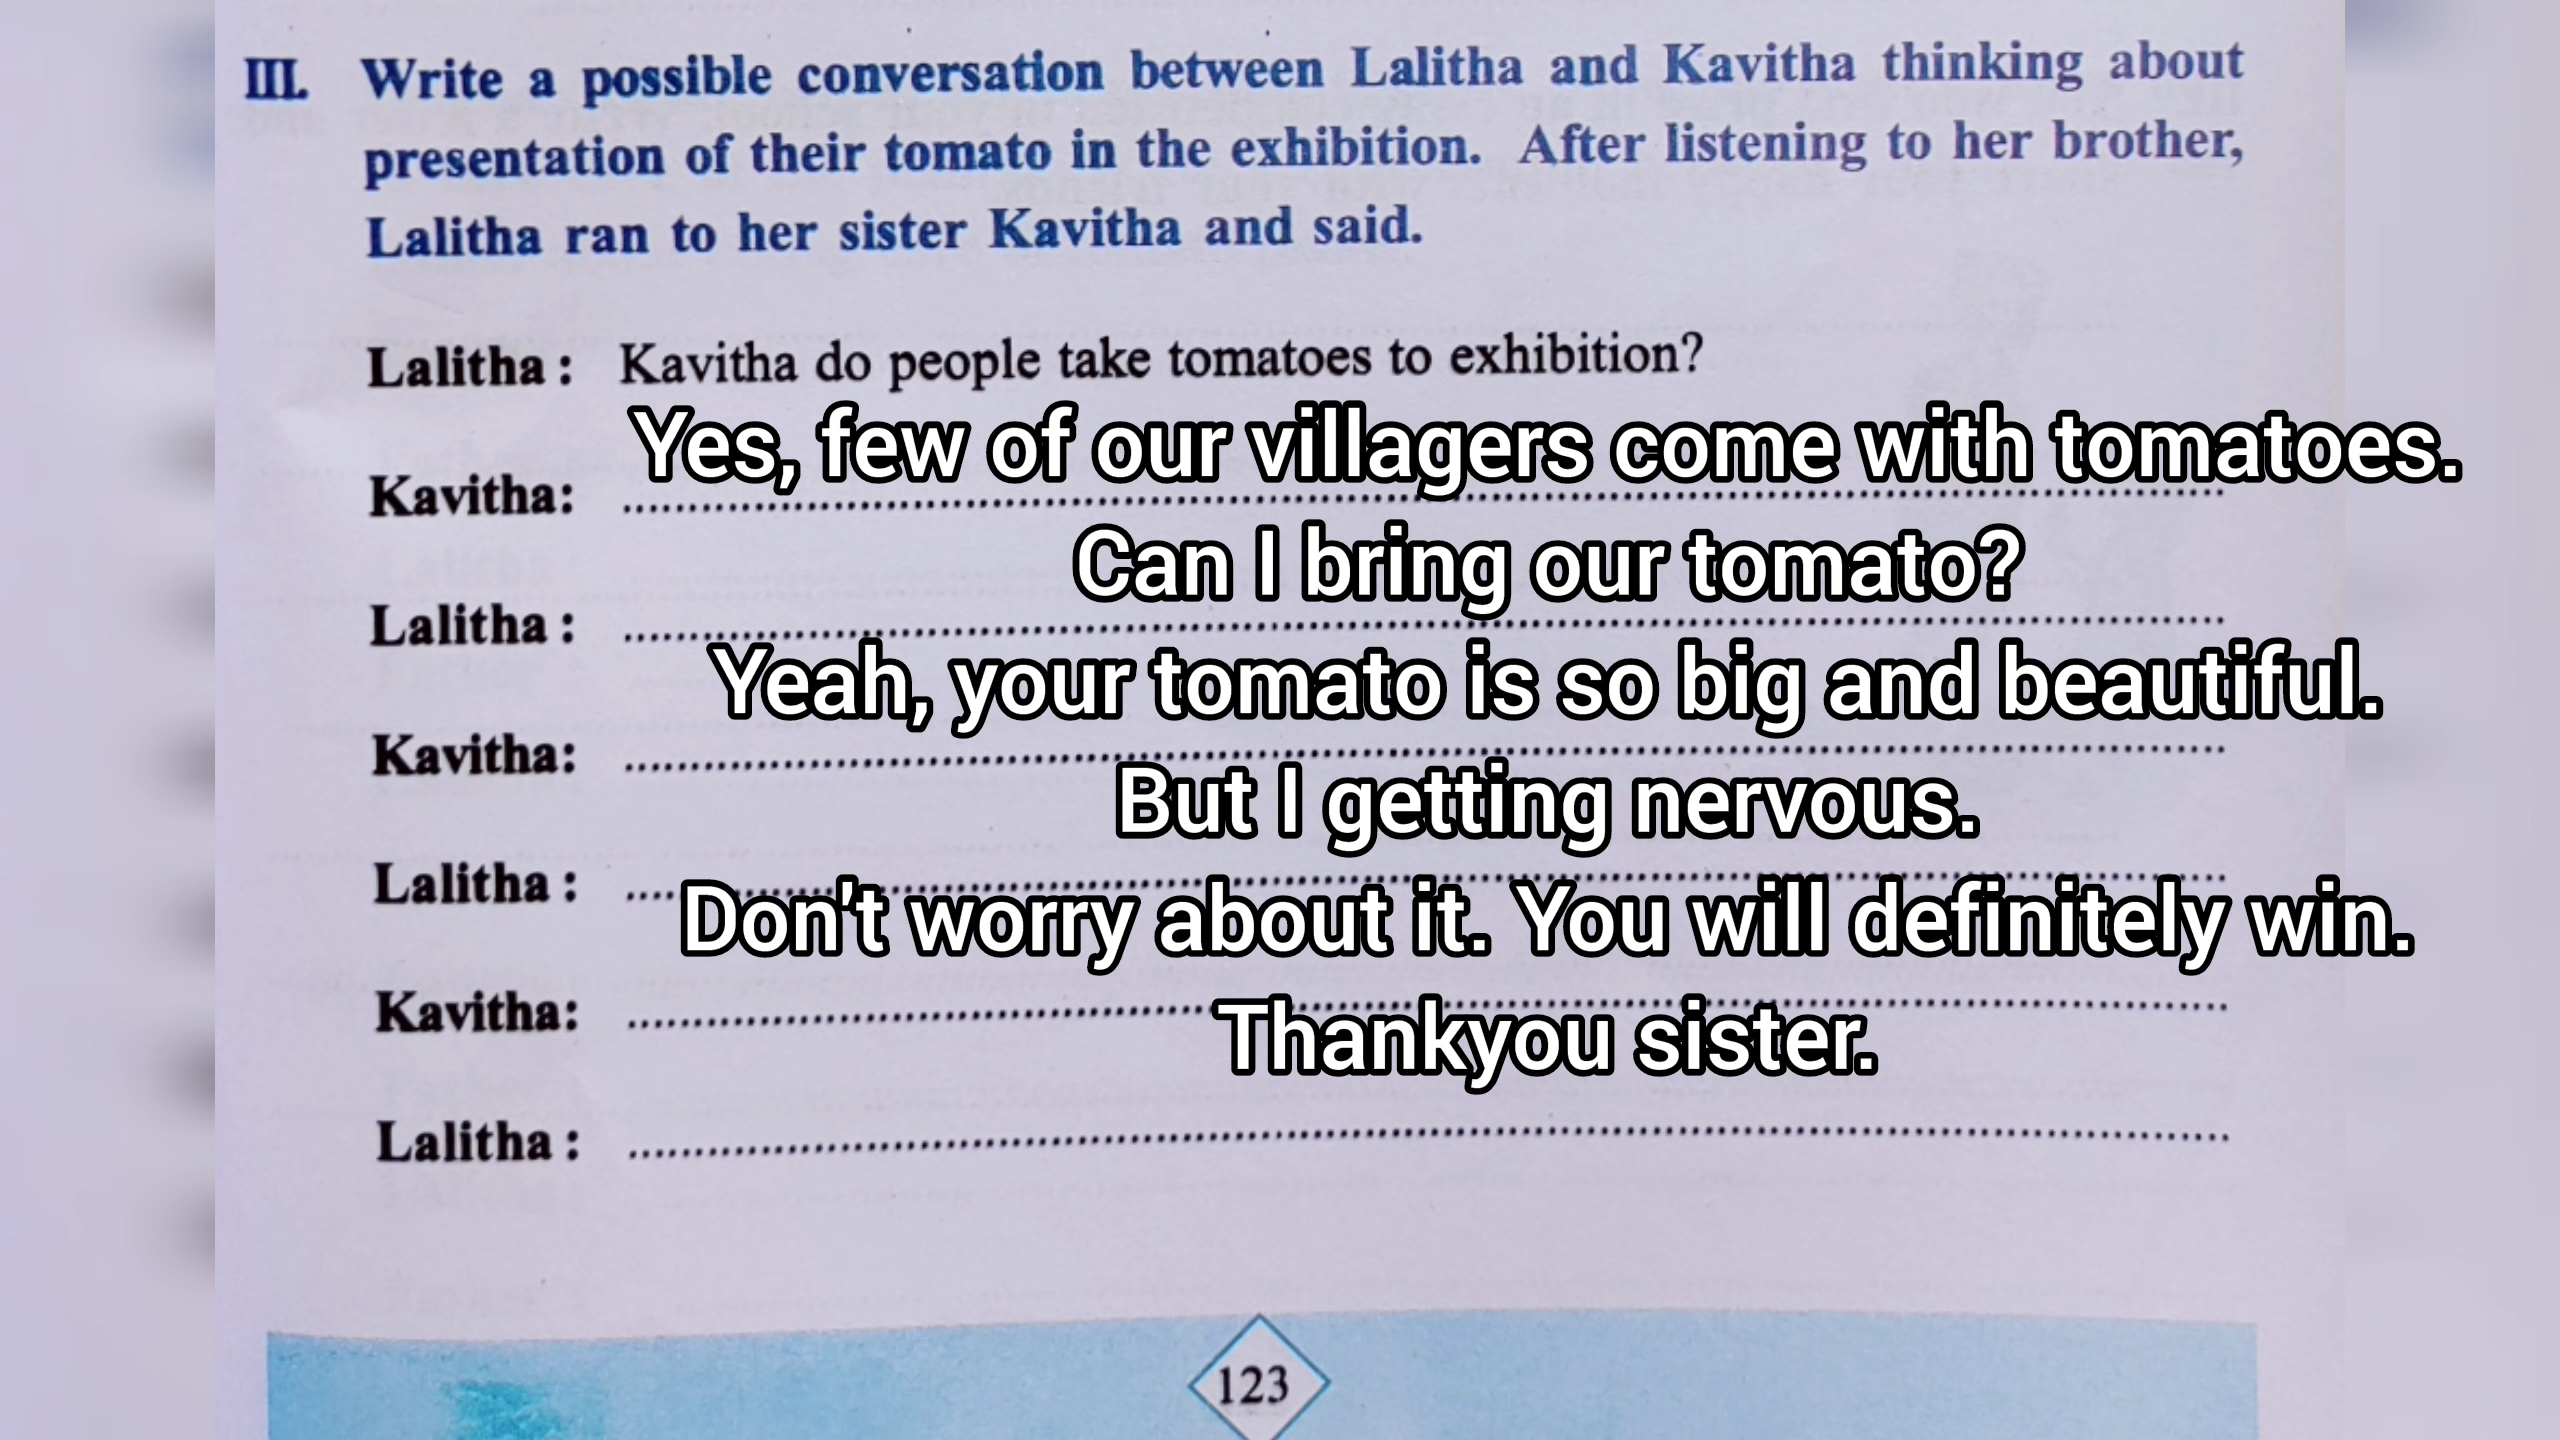 III. Write a possible conversation between Lalitha and Kavitha thinking about
presentation of their tomato in the exhibition. After listening to her brother,
Lalitha ran to her sister Kavitha and said.
Lalitha : Kavitha do people take tomatoes to exhibition?
Yes, few of our villagers come with tomatoes.
Kavitha: ........................................
Can I bring our tomato?
Lalitha : ........................................
Yeah, your tomato is so big and beautiful.
Kavitha: ........................................
But I getting nervous.
Lalitha : ........................................
Don't worry about it. You will definitely win.
Kavitha: ........................................
Thankyou sister.
Lalitha : ........................................
123